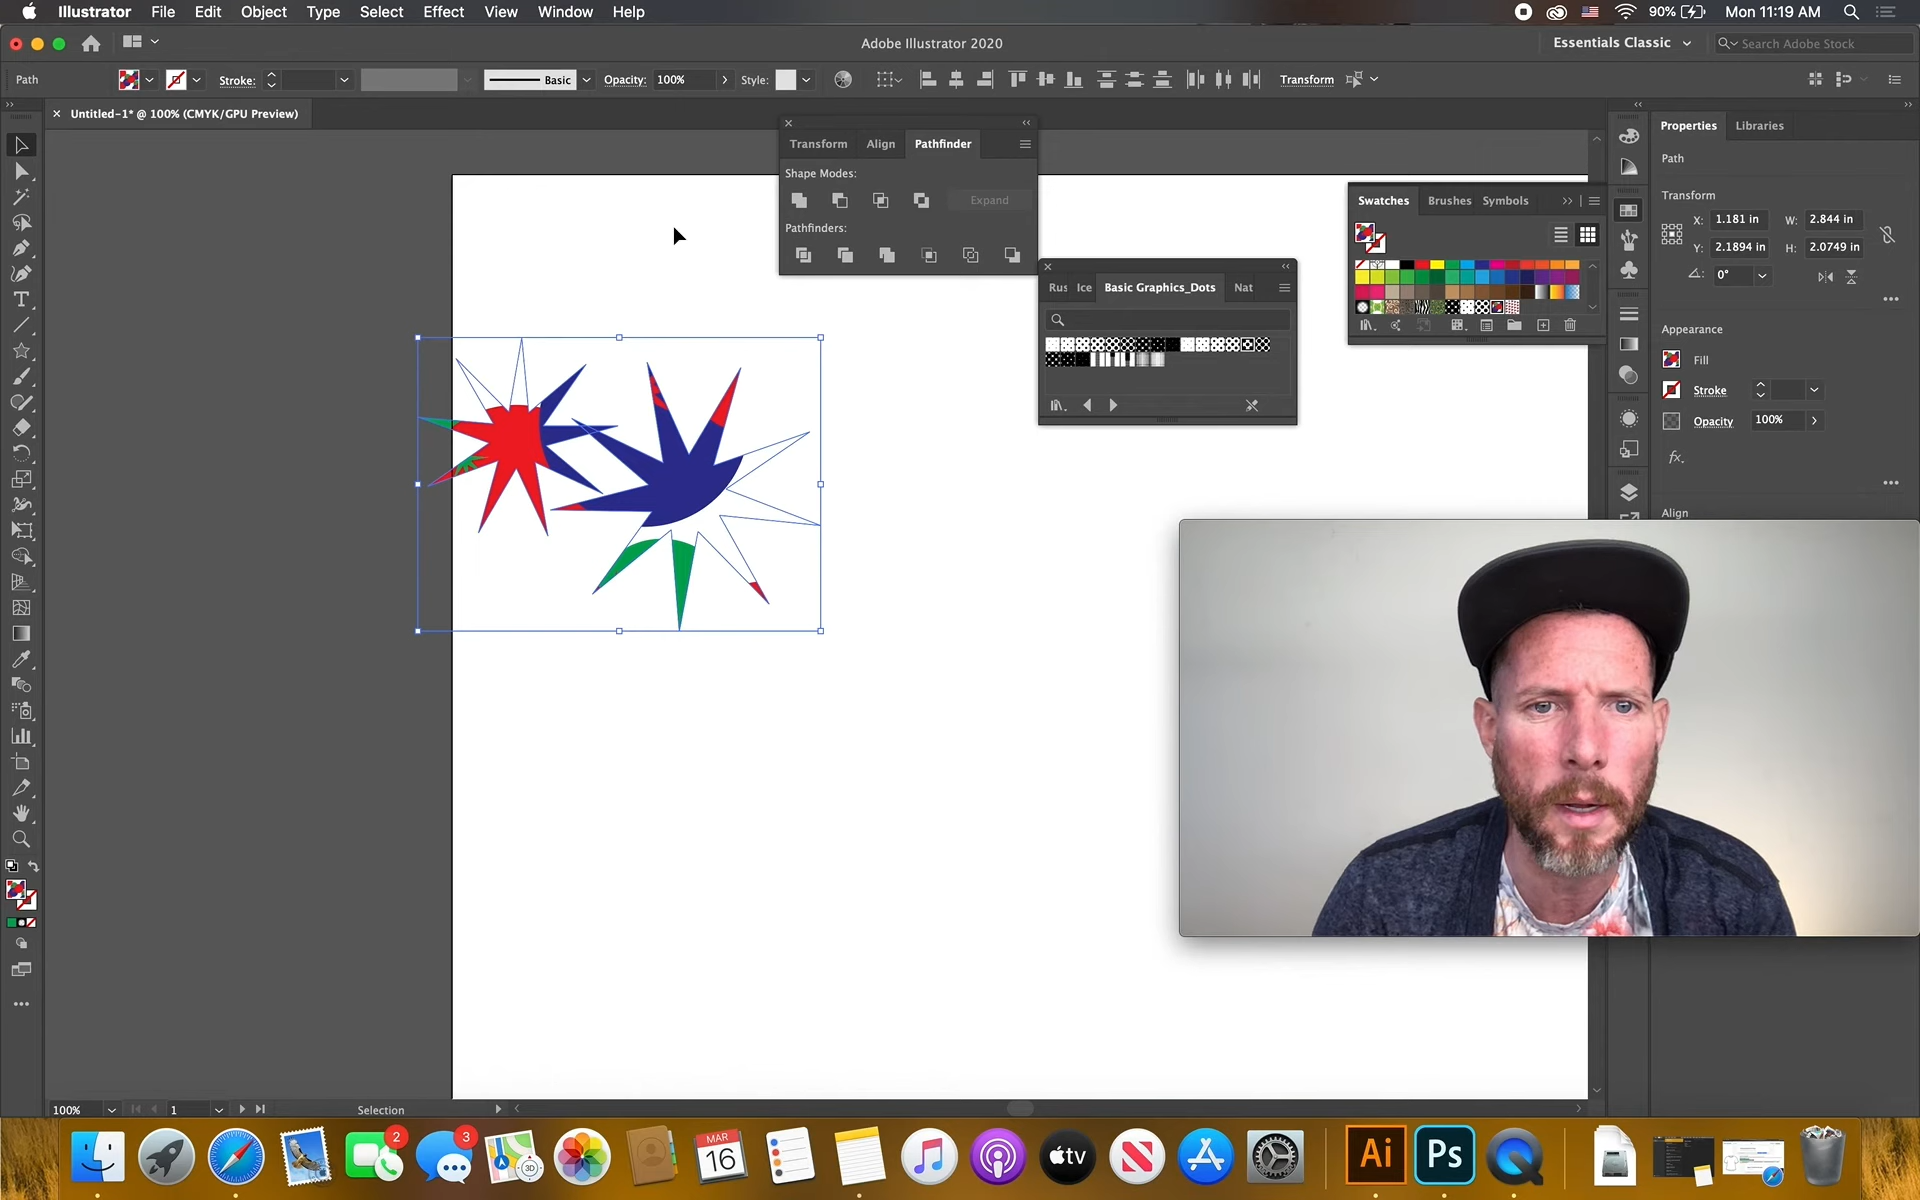 Illustrator File Edit Object Type Select Effect View Window Help
90% Mon 11:19 AM
Adobe Illustrator 2020
Essentials Classic
Search Adobe Stock
Path
Stroke:
Basic
Opacity: 100%
Style:
Transform
Untitled-1* @ 100% (CMYK/GPU Preview)
Transform Align Pathfinder
Shape Modes:
Expand
Pathfinders:
Rus Ice Basic Graphics_Dots Nat
Swatches Brushes Symbols
Properties Libraries
Path
Transform
X: 1.181 in W: 2.844 in
Y: 2.1894 in H: 2.0749 in
0°
Appearance
Fill
Stroke
Opacity 100%
fx.
Align
100% 1 Selection
2
3
3D
MAR
16
tv
Ai
Ps